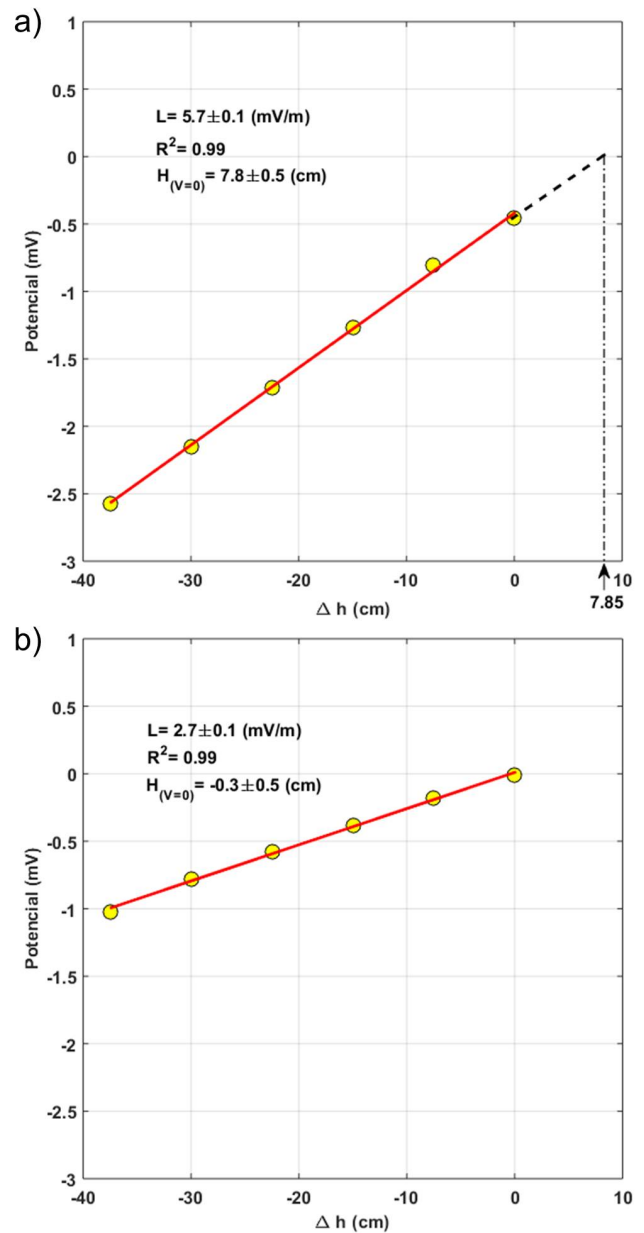 a)
1
0.5
0
-0.5
-1
-1.5
-2
-2.5
-3
Potencial (mV)
L= 5.7±0.1 (mV/m)
R2= 0.99
H(V=0)= 7.8±0.5 (cm)
-40
-30
-20
-10
0
10
7.85
Δ h (cm)
b)
1
0.5
0
-0.5
-1
-1.5
-2
-2.5
-3
Potencial (mV)
L= 2.7±0.1 (mV/m)
R2= 0.99
H(V=0)= -0.3±0.5 (cm)
-40
-30
-20
-10
0
10
Δ h (cm)